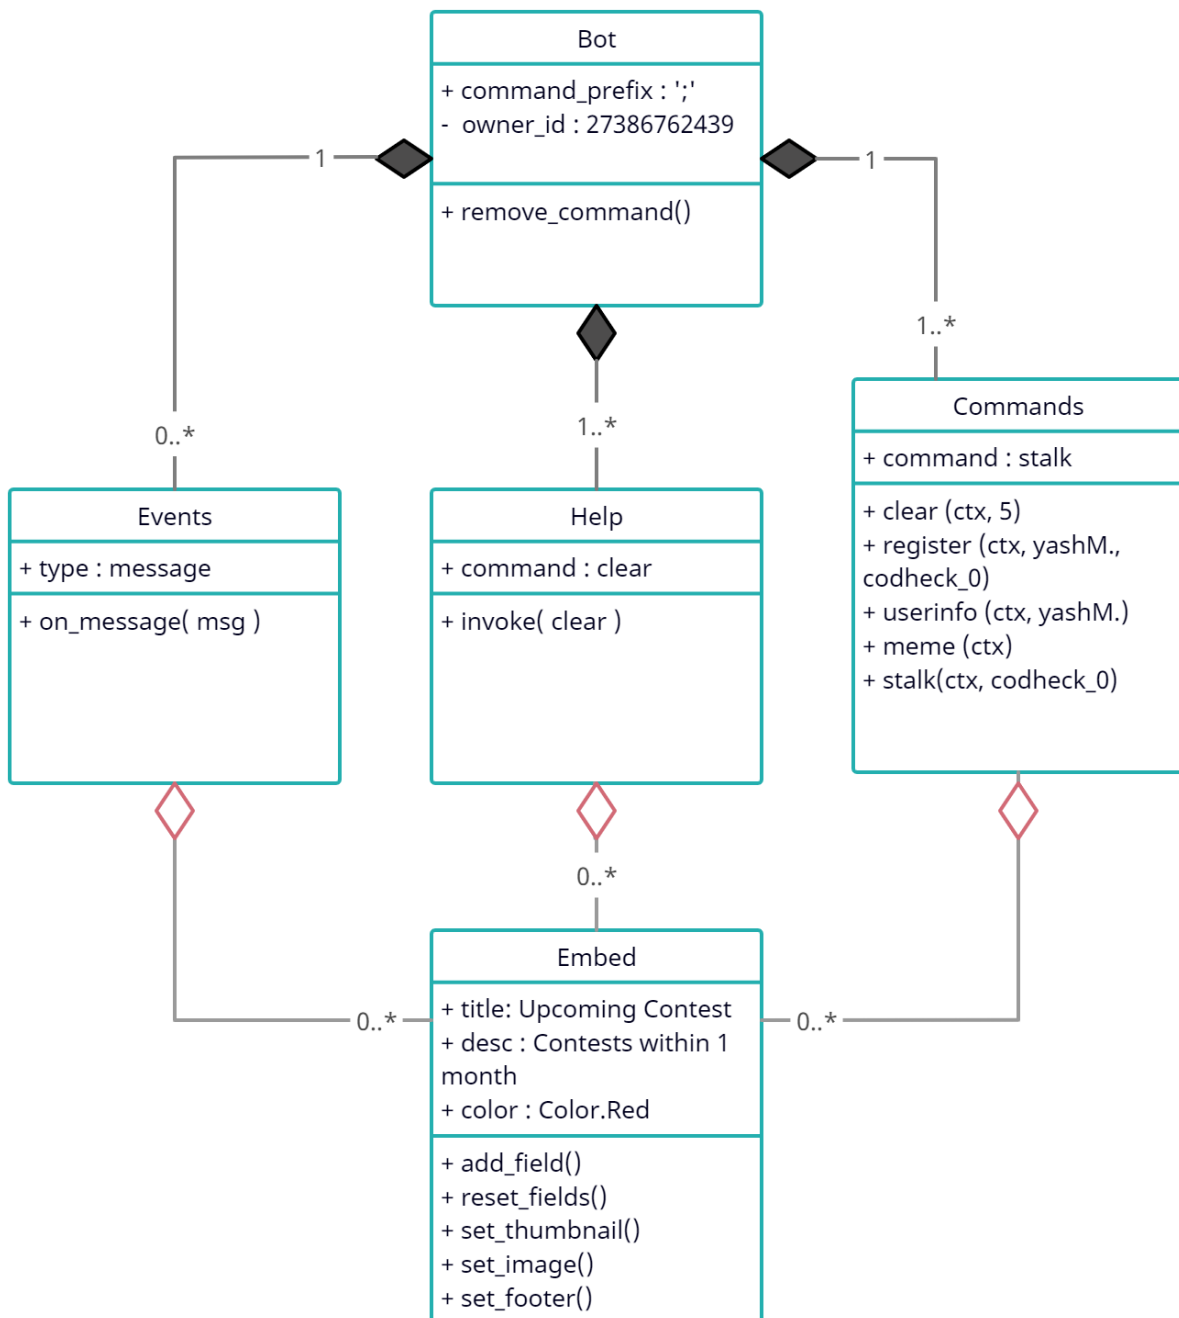 Bot
+ command_prefix : ';'
-  owner_id : 27386762439
+ remove_command()
1
1
1..*
0..*
1..*
Events
+ type : message
+ on_message( msg )
Help
+ command : clear
+ invoke( clear )
Commands
+ command : stalk
+ clear (ctx, 5)
+ register (ctx, yashM.,
codheck_0)
+ userinfo (ctx, yashM.)
+ meme (ctx)
+ stalk(ctx, codheck_0)
0..*
0..*
0..*
Embed
+ title: Upcoming Contest
+ desc : Contests within 1
month
+ color : Color.Red
+ add_field()
+ reset_fields()
+ set_thumbnail()
+ set_image()
+ set_footer()